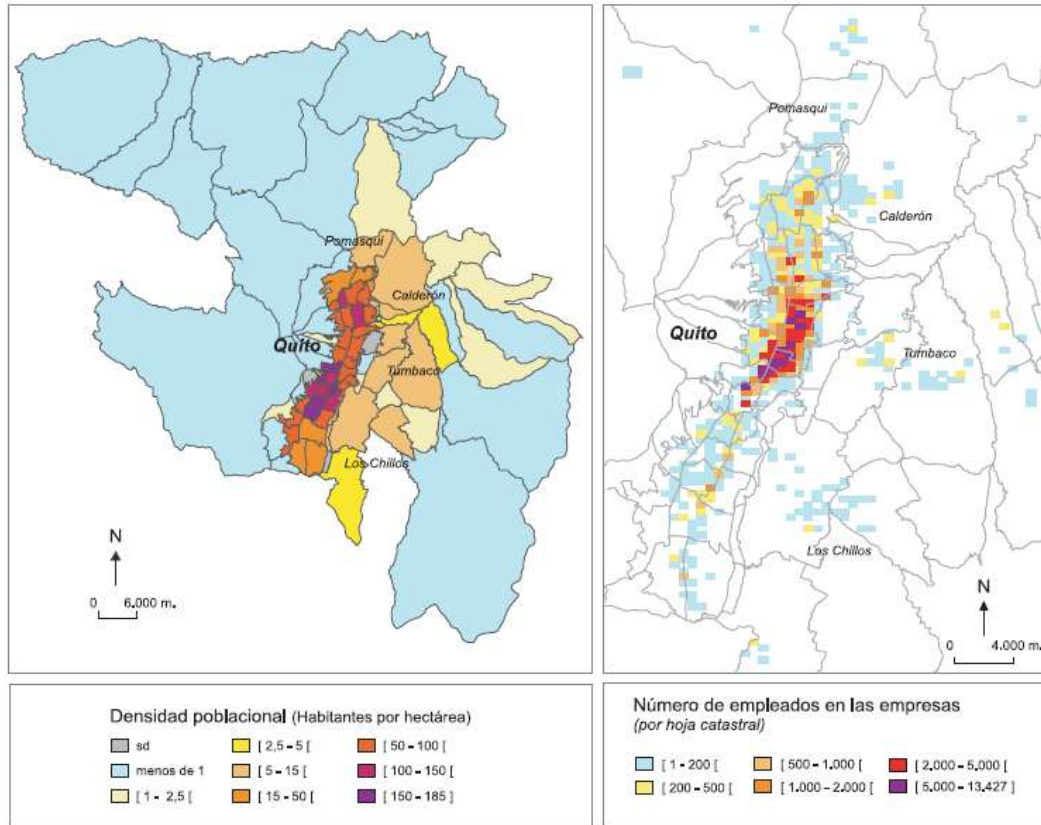 Pomasqui
Calderón
Quito
Tumbaco
Los Chillos
N
0 6.000 m.
Pomasqui
Calderón
Quito
Tumbaco
Los Chillos
N
0 4.000 m.
Densidad poblacional (Habitantes por hectárea)
sd
menos de 1
[ 1 - 2,5 [
[ 2,5 – 5 [
[ 5 – 15 [
[ 15 – 50 [
[ 50 – 100 [
[ 100 – 150 [
[ 150 – 185 [
Número de empleados en las empresas
(por hoja catastral)
[ 1 - 200 [
[ 200 – 500 [
[ 500 – 1.000 [
[ 1.000 – 2.000 [
[ 2.000 – 5.000 [
[ 5.000 – 13.427 [